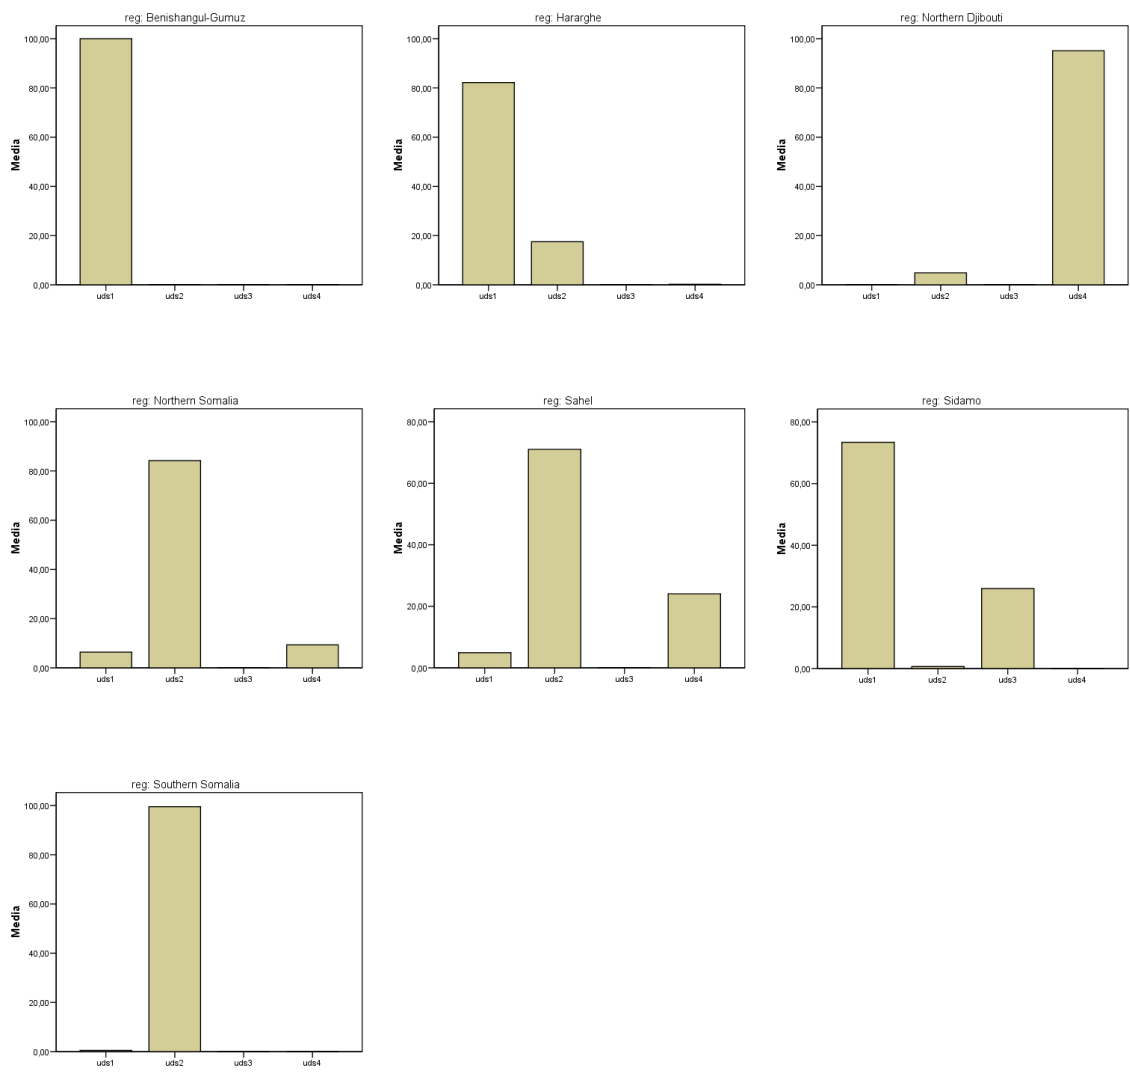 reg: Benishangul-Gumuz
Media
100,00
80,00
60,00
40,00
20,00
0,00
uds1 uds2 uds3 uds4
reg: Hararghe
Media
100,00
80,00
60,00
40,00
20,00
0,00
uds1 uds2 uds3 uds4
reg: Northern Djibouti
Media
100,00
80,00
60,00
40,00
20,00
0,00
uds1 uds2 uds3 uds4
reg: Northern Somalia
Media
100,00
80,00
60,00
40,00
20,00
0,00
uds1 uds2 uds3 uds4
reg: Sahel
Media
80,00
60,00
40,00
20,00
0,00
uds1 uds2 uds3 uds4
reg: Sidamo
Media
80,00
60,00
40,00
20,00
0,00
uds1 uds2 uds3 uds4
reg: Southern Somalia
Media
100,00
80,00
60,00
40,00
20,00
0,00
uds1 uds2 uds3 uds4